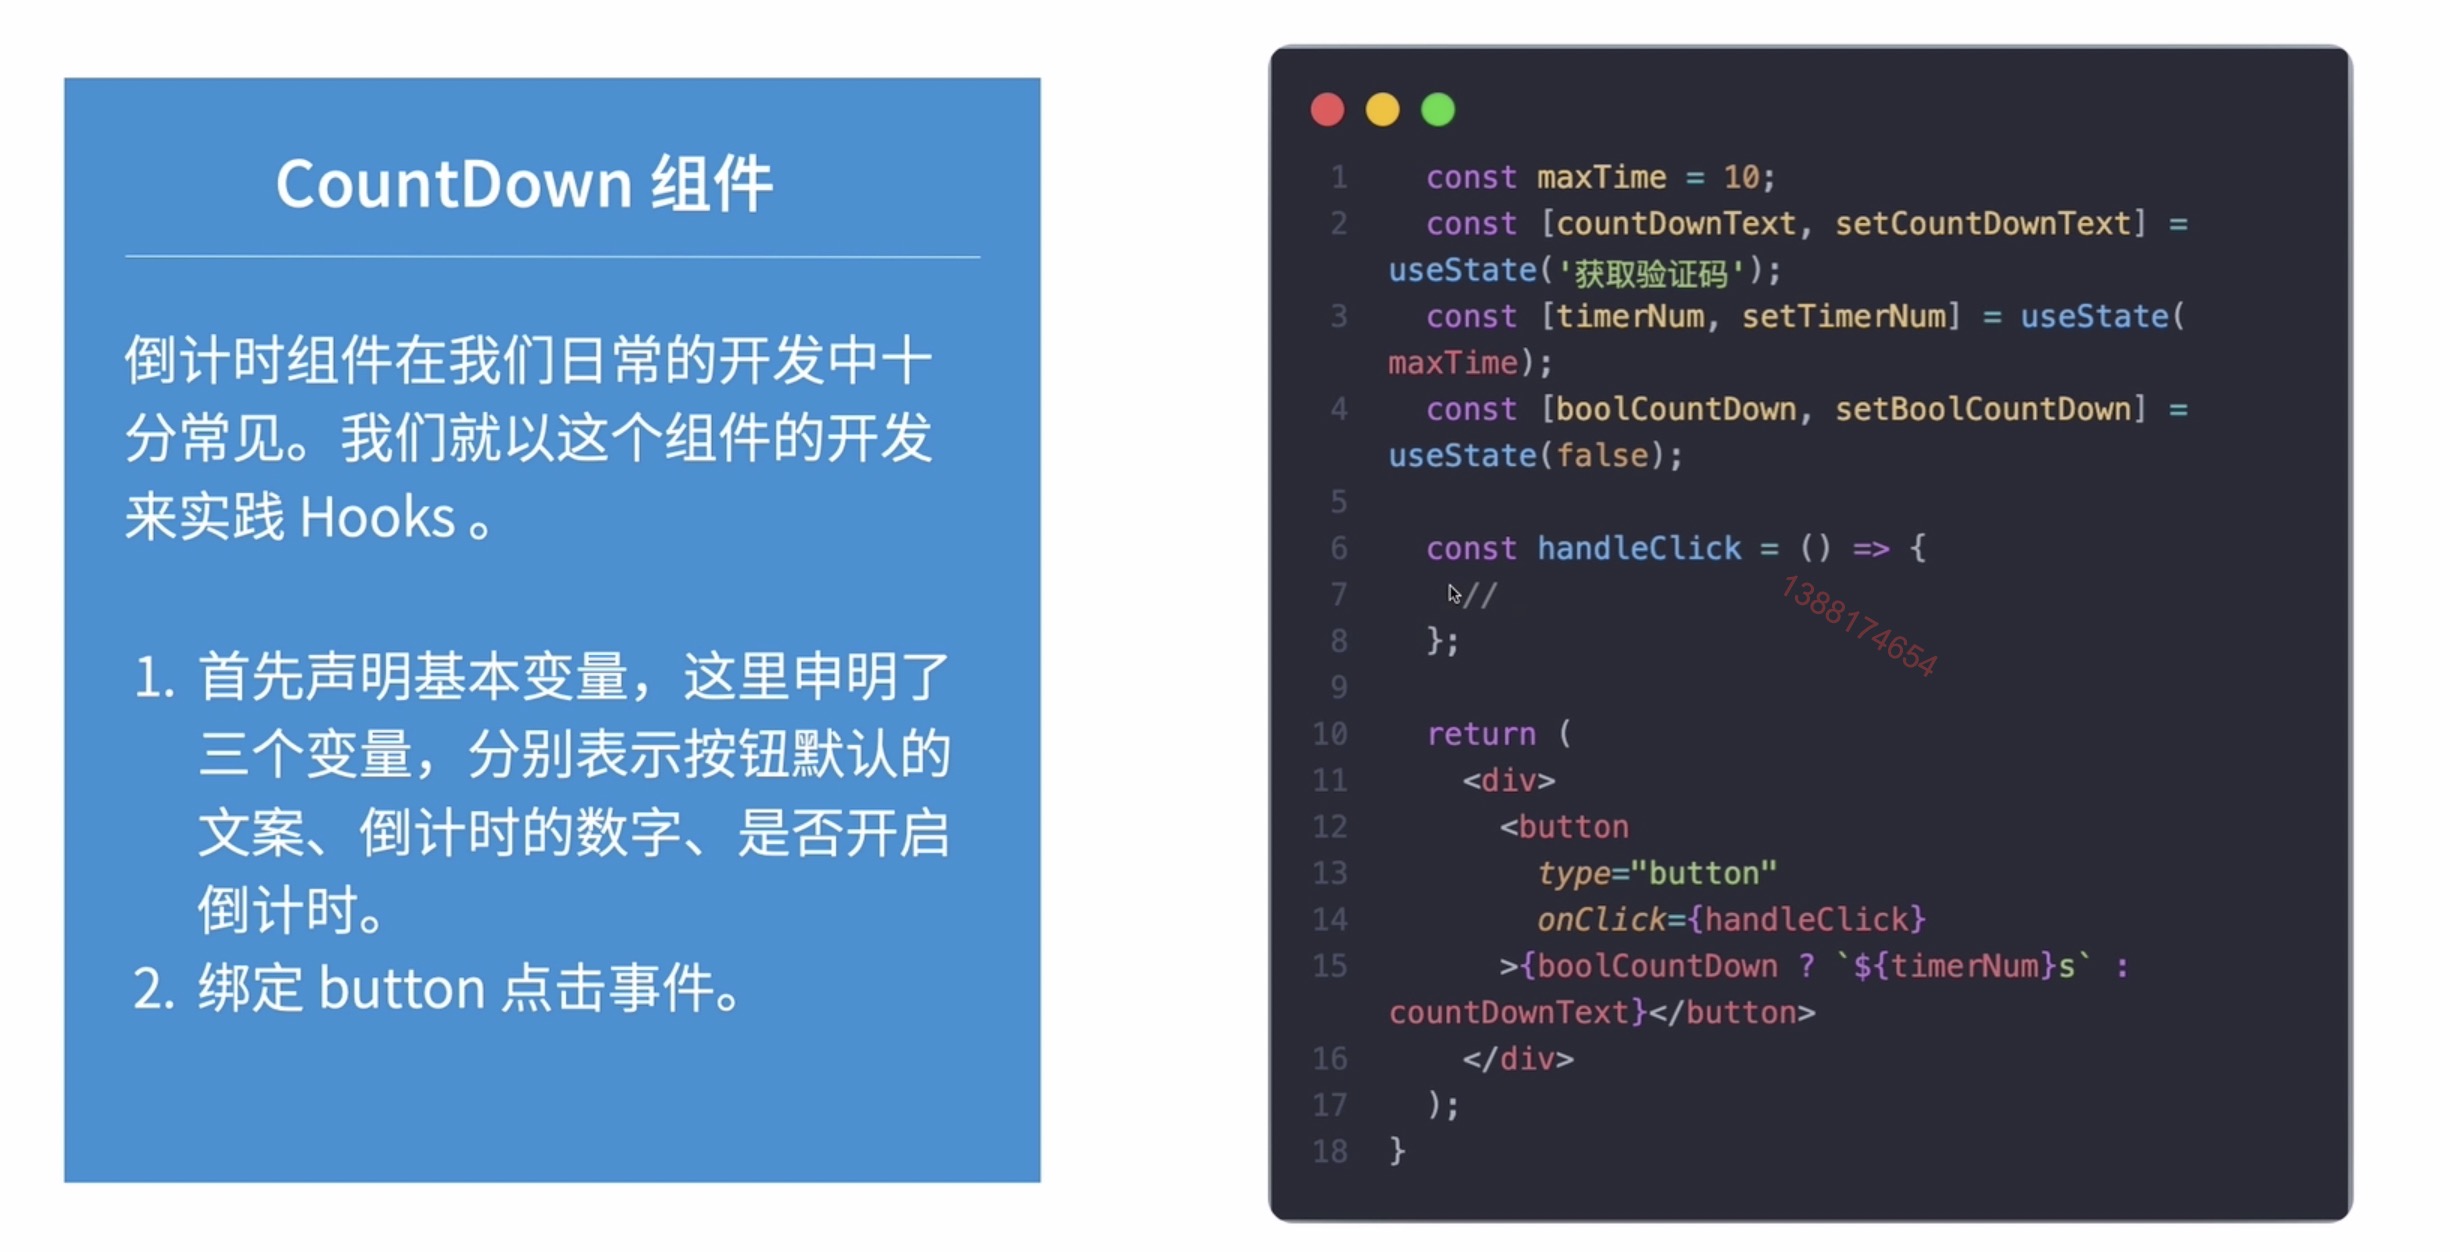 CountDown 组件
倒计时组件在我们日常的开发中十
分常见。我们就以这个组件的开发
来实践 Hooks 。
1. 首先声明基本变量，这里申明了
三个变量，分别表示按钮默认的
文案、倒计时的数字、是否开启
倒计时。
2. 绑定 button 点击事件。
1 const maxTime = 10;
2 const [countDownText, setCountDownText] =
useState('获取验证码');
3 const [timerNum, setTimerNum] = useState(
maxTime);
4 const [boolCountDown, setBoolCountDown] =
useState(false);
5
6 const handleClick = () => {
7 //
8 };
9
10 return (
11 <div>
12 <button
13 type="button"
14 onClick={handleClick}
15 >{boolCountDown ? `${timerNum}s` :
countDownText}</button>
16 </div>
17 );
18 }
1388174654